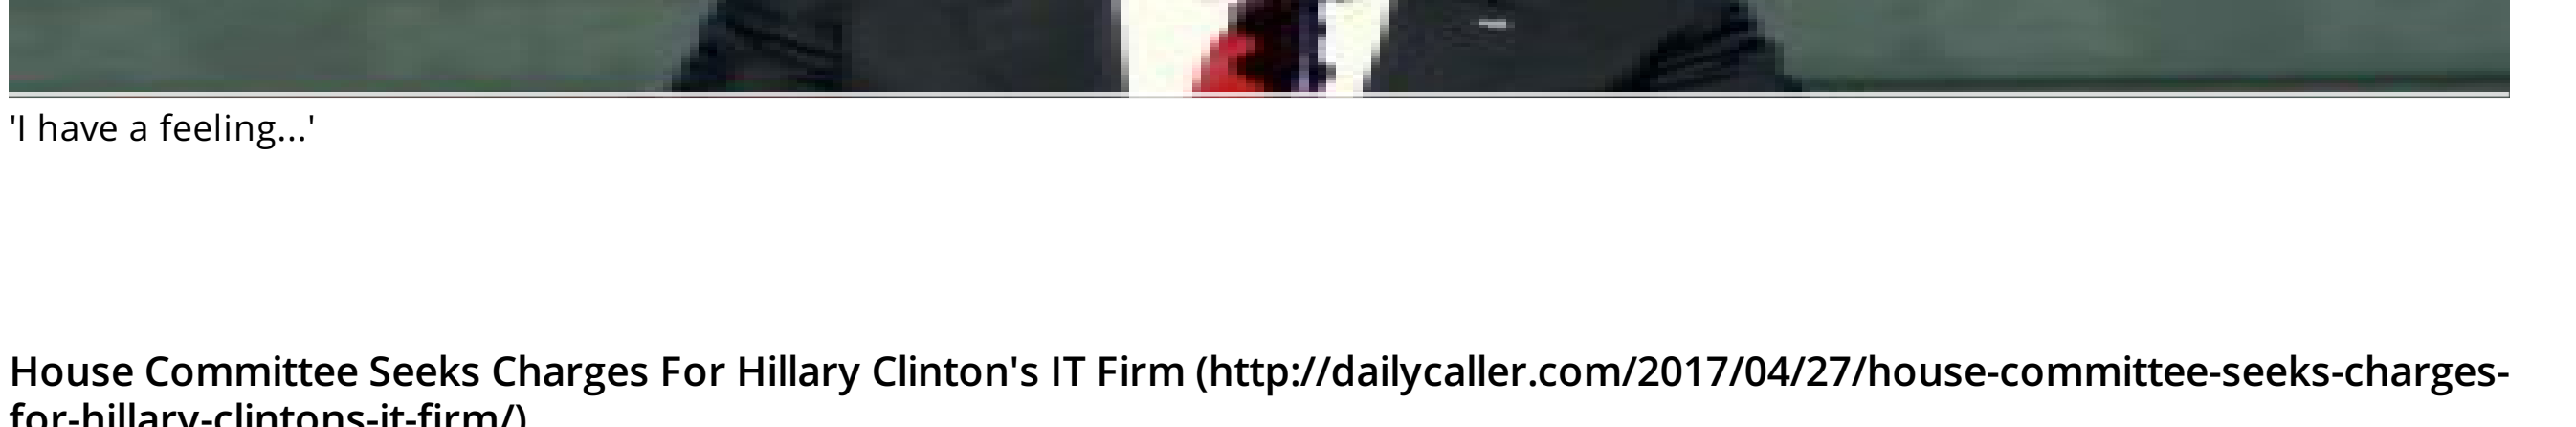 'I have a feeling...'
House Committee Seeks Charges For Hillary Clinton's IT Firm (http://dailycaller.com/2017/04/27/house-committee-seeks-charges-
for-hillary-clintons-it-firm/)